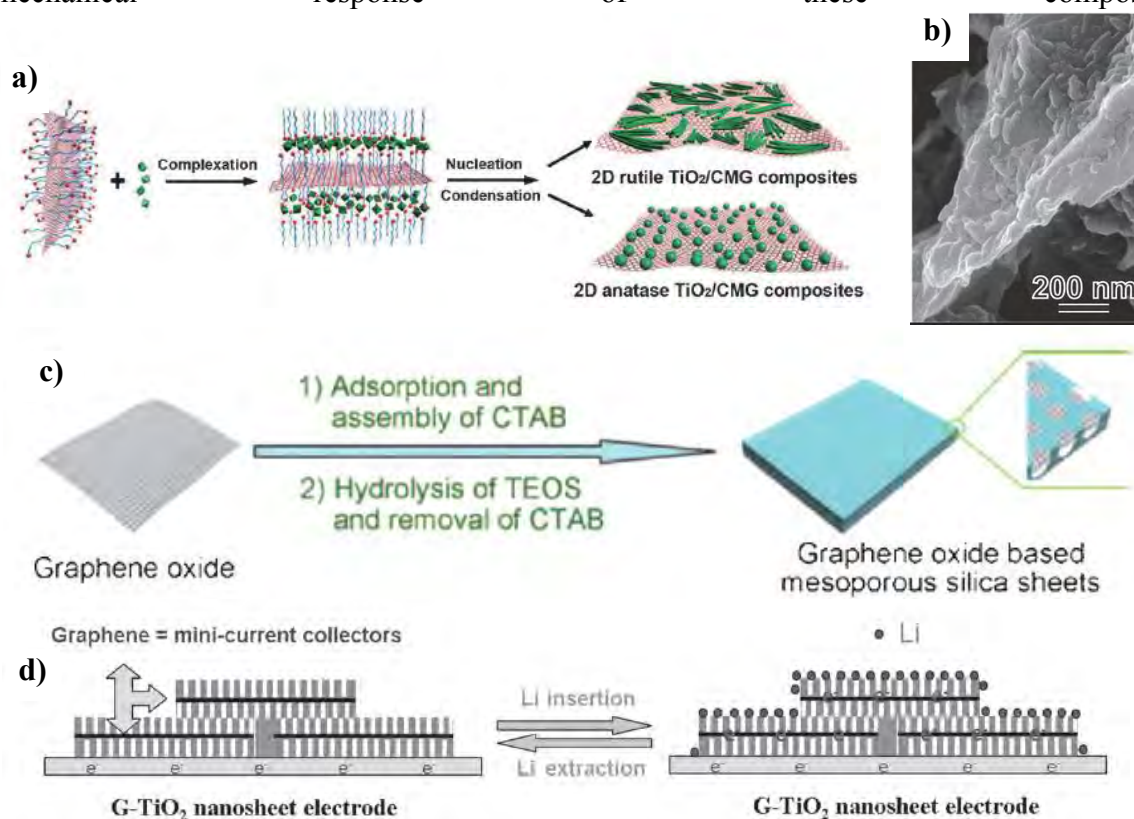 mechanical response of these compos
a)
b)
Complexation
Nucleation
Condensation
2D rutile TiO₂/CMG composites
2D anatase TiO₂/CMG composites
200 nm
c)
1) Adsorption and
assembly of CTAB
2) Hydrolysis of TEOS
and removal of CTAB
Graphene oxide
Graphene oxide based
mesoporous silica sheets
Graphene = mini-current collectors
Li
d)
Li insertion
Li extraction
e⁻ e⁻ e⁻ e⁻ e⁻
e⁻ e⁻ e⁻ e⁻ e⁻
G-TiO₂ nanosheet electrode
G-TiO₂ nanosheet electrode